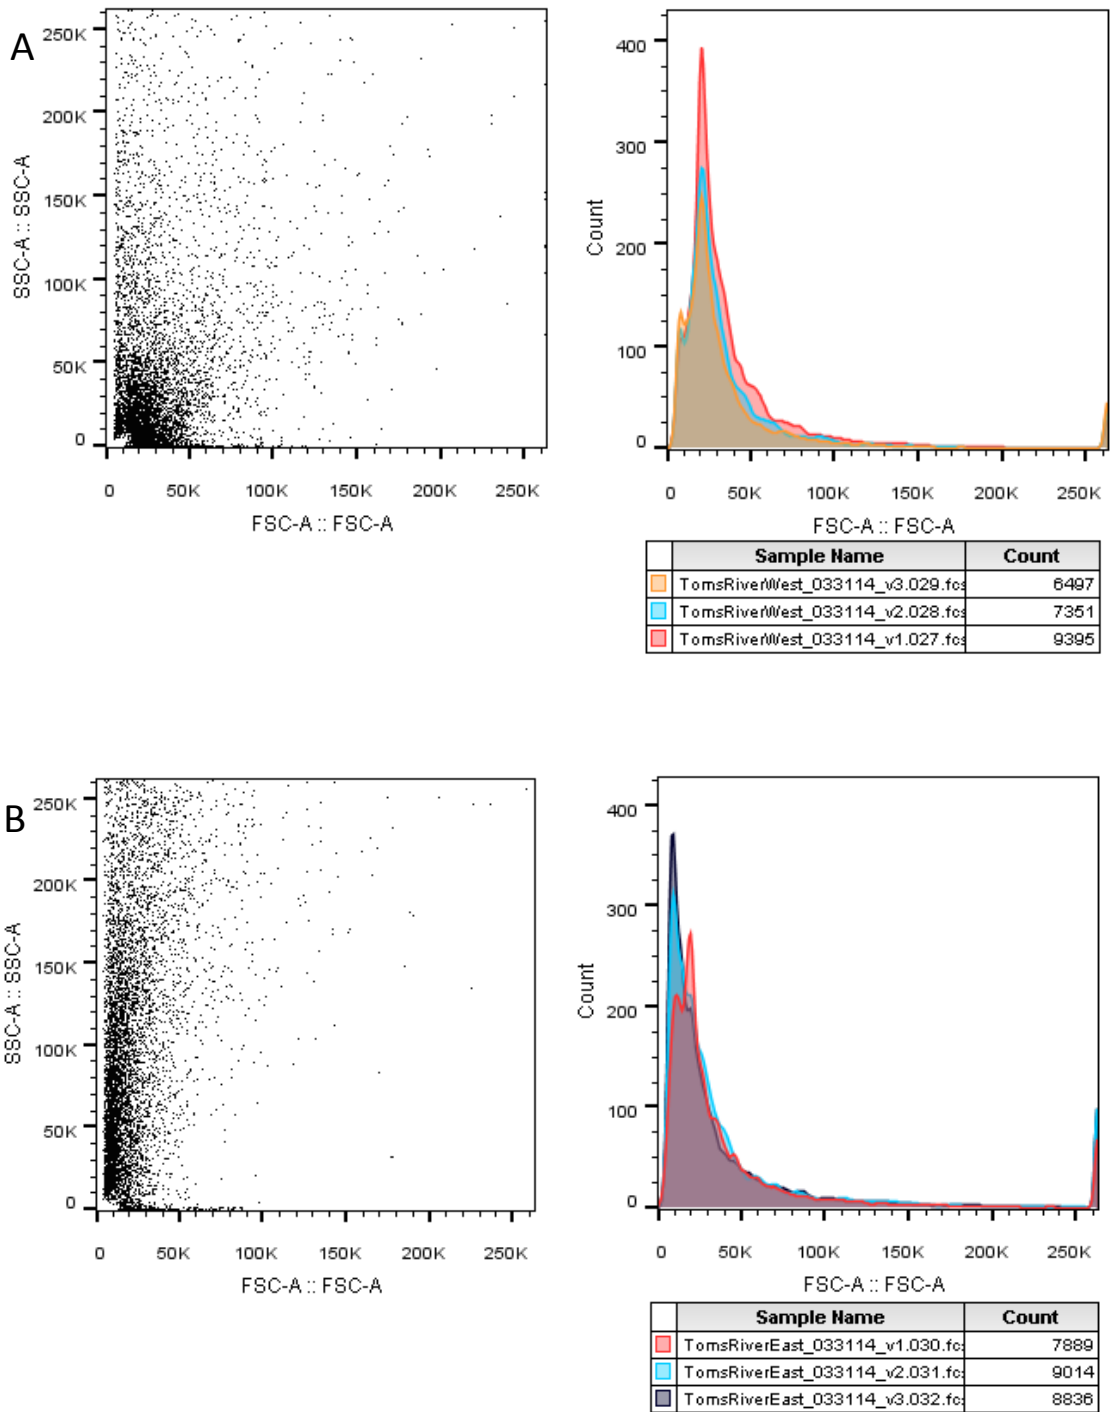 A
250K
200K
150K
100K
50K
0
SSC-A :: SSC-A
0 50K 100K 150K 200K 250K
FSC-A :: FSC-A
400
300
200
100
0
Count
0 50K 100K 150K 200K 250K
FSC-A :: FSC-A
Sample Name Count
TomsRiverWest_033114_v3.029.fcs 6497
TomsRiverWest_033114_v2.028.fcs 7351
TomsRiverWest_033114_v1.027.fcs 9395
B
250K
200K
150K
100K
50K
0
SSC-A :: SSC-A
0 50K 100K 150K 200K 250K
FSC-A :: FSC-A
400
300
200
100
0
Count
0 50K 100K 150K 200K 250K
FSC-A :: FSC-A
Sample Name Count
TomsRiverEast_033114_v1.030.fcs 7889
TomsRiverEast_033114_v2.031.fcs 9014
TomsRiverEast_033114_v3.032.fcs 8836